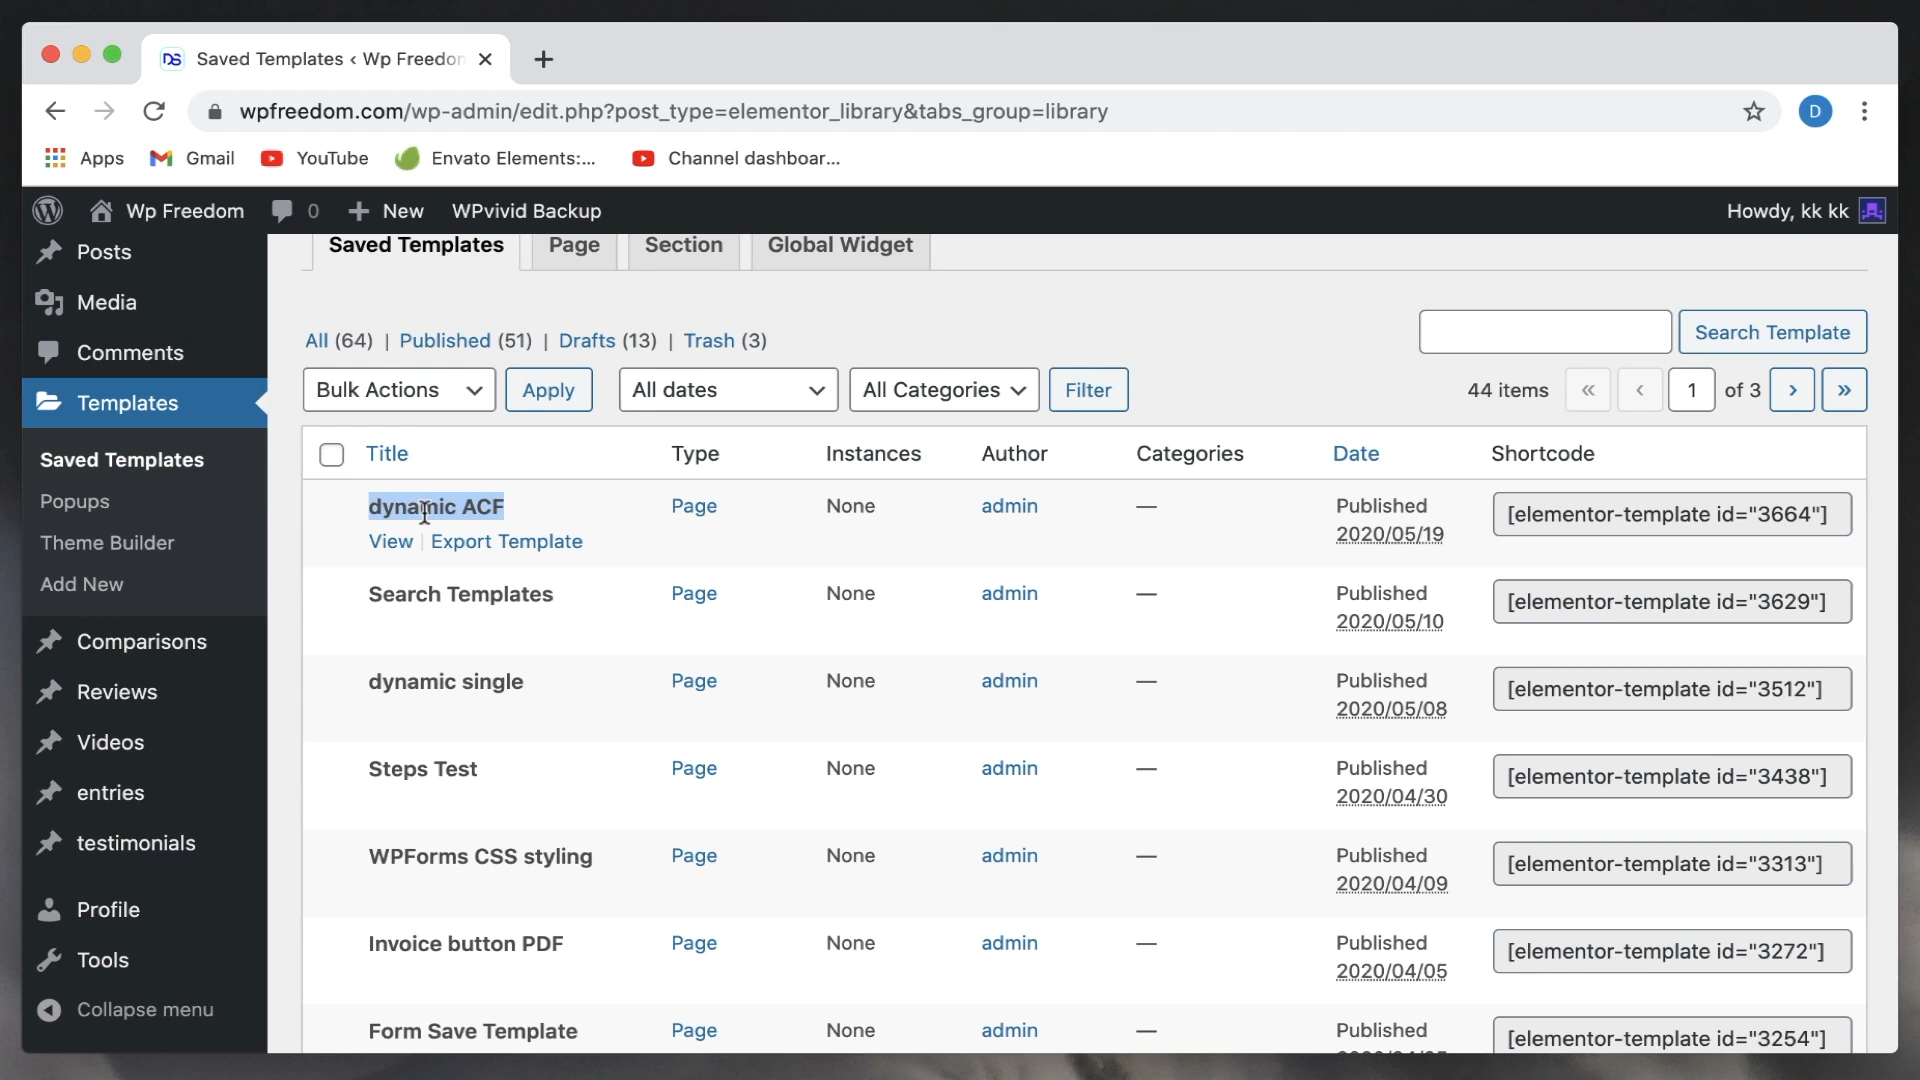 Saved Templates ‹ Wp Freedom
wpfreedom.com/wp-admin/edit.php?post_type=elementor_library&tabs_group=library
D
Apps Gmail YouTube Envato Elements:... Channel dashboar...
Wp Freedom 0 New WPvivid Backup Howdy, kk kk
Posts
Media
Comments
Templates
Saved Templates
Popups
Theme Builder
Add New
Comparisons
Reviews
Videos
entries
testimonials
Profile
Tools
Collapse menu
Saved Templates Page Section Global Widget
All (64) | Published (51) | Drafts (13) | Trash (3)
Search Template
Bulk Actions Apply All dates All Categories Filter 44 items « ‹ 1 of 3 › »
Title Type Instances Author Categories Date Shortcode
dynamic ACF Page None admin — Published [elementor-template id="3664"]
2020/05/19
View | Export Template
Search Templates Page None admin — Published [elementor-template id="3629"]
2020/05/10
dynamic single Page None admin — Published [elementor-template id="3512"]
2020/05/08
Steps Test Page None admin — Published [elementor-template id="3438"]
2020/04/30
WPForms CSS styling Page None admin — Published [elementor-template id="3313"]
2020/04/09
Invoice button PDF Page None admin — Published [elementor-template id="3272"]
2020/04/05
Form Save Template Page None admin — Published [elementor-template id="3254"]